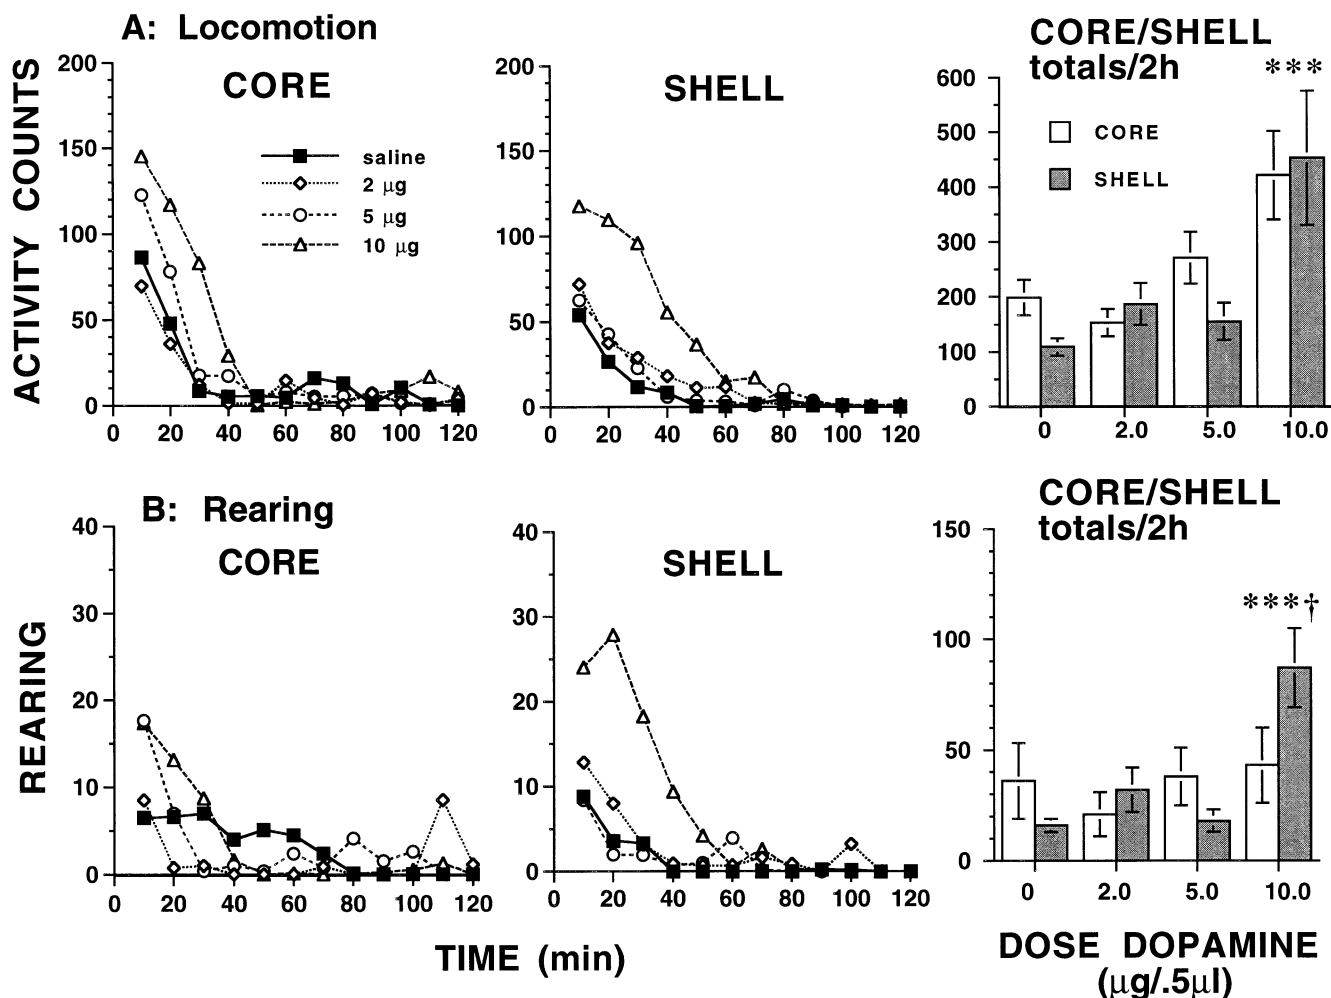 A: Locomotion
CORE
SHELL
CORE/SHELL
totals/2h
ACTIVITY COUNTS
200
150
100
50
0
0 20 40 60 80 100 120
saline
2 µg
5 µg
10 µg
200
150
100
50
0
0 20 40 60 80 100 120
600
500
400
300
200
100
0
***
CORE
SHELL
0 2.0 5.0 10.0
B: Rearing
CORE
SHELL
CORE/SHELL
totals/2h
REARING
40
30
20
10
0
0 20 40 60 80 100 120
40
30
20
10
0
0 20 40 60 80 100 120
150
100
50
0
***†
0 2.0 5.0 10.0
TIME (min)
DOSE DOPAMINE
(µg/.5µl)